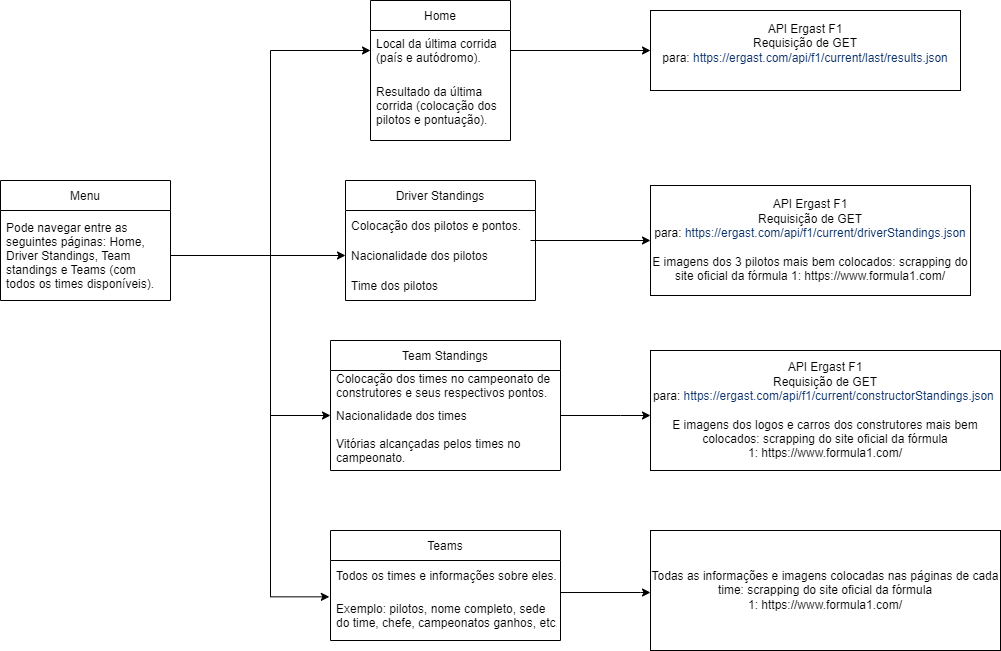 Home
Local da última corrida
(país e autódromo).
Resultado da última
corrida (colocação dos
pilotos e pontuação).
API Ergast F1
Requisição de GET
para: https://ergast.com/api/f1/current/last/results.json
Menu
Pode navegar entre as
seguintes páginas: Home,
Driver Standings, Team
standings e Teams (com
todos os times disponíveis).
Driver Standings
Colocação dos pilotos e pontos.
Nacionalidade dos pilotos
Time dos pilotos
API Ergast F1
Requisição de GET
para: https://ergast.com/api/f1/current/driverStandings.json
E imagens dos 3 pilotos mais bem colocados: scrapping do
site oficial da fórmula 1: https://www.formula1.com/
Team Standings
Colocação dos times no campeonato de
construtores e seus respectivos pontos.
Nacionalidade dos times
Vitórias alcançadas pelos times no
campeonato.
API Ergast F1
Requisição de GET
para: https://ergast.com/api/f1/current/constructorStandings.json
E imagens dos logos e carros dos construtores mais bem
colocados: scrapping do site oficial da fórmula
1: https://www.formula1.com/
Teams
Todos os times e informações sobre eles.
Exemplo: pilotos, nome completo, sede
do time, chefe, campeonatos ganhos, etc
Todas as informações e imagens colocadas nas páginas de cada
time: scrapping do site oficial da fórmula
1: https://www.formula1.com/